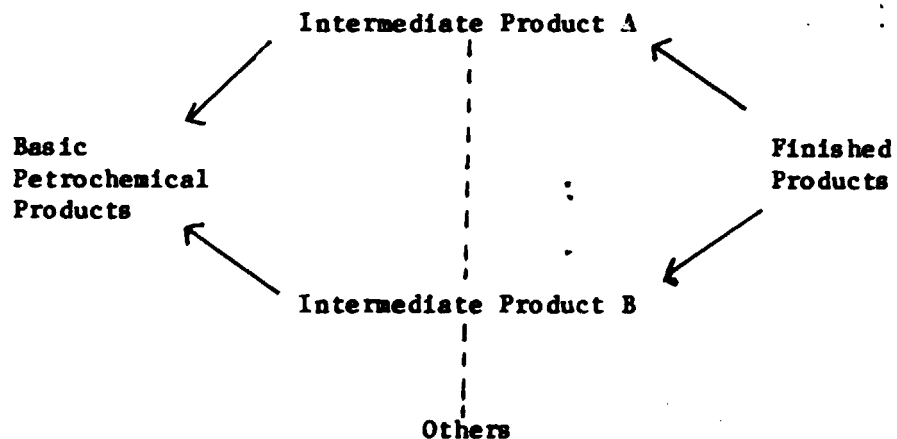 Intermediate Product A
Basic
Petrochemical
Products
Finished
Products
Intermediate Product B
Others